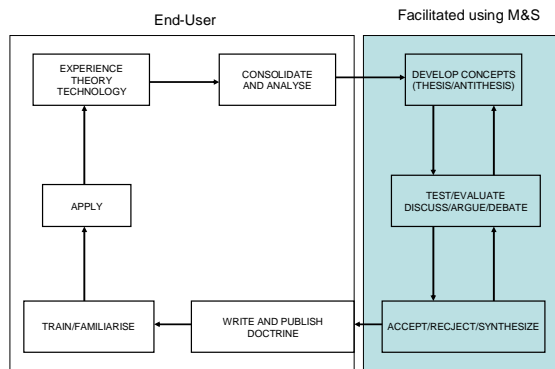 End-User
Facilitated using M&S
EXPERIENCE
THEORY
TECHNOLOGY
CONSOLIDATE
AND ANALYSE
DEVELOP CONCEPTS
(THESIS/ANTITHESIS)
APPLY
TEST/EVALUATE
DISCUSS/ARGUE/DEBATE
TRAIN/FAMILIARISE
WRITE AND PUBLISH
DOCTRINE
ACCEPT/RECJECT/SYNTHESIZE